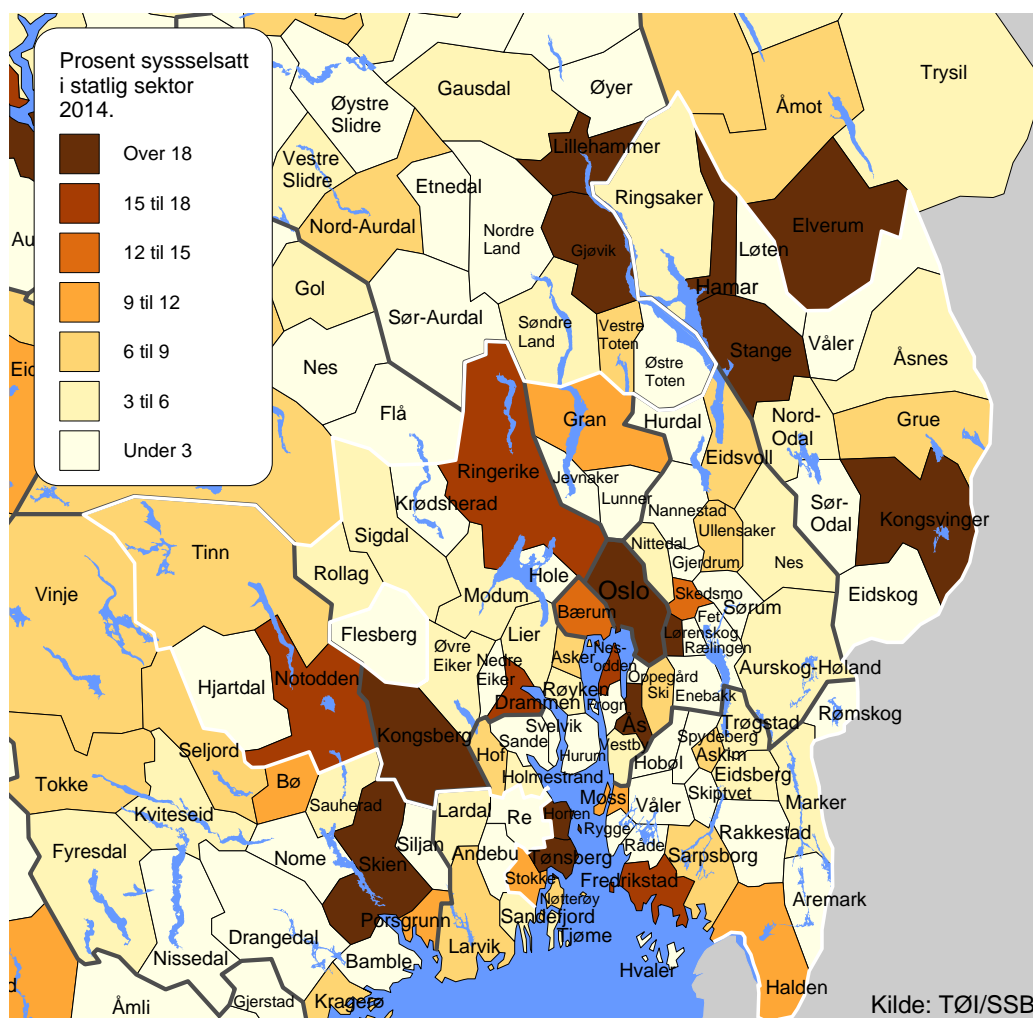 Prosent syssselsatt
i statlig sektor
2014.
Over 18
15 til 18
12 til 15
9 til 12
6 til 9
3 til 6
Under 3
Trysil
Gausdal
Øyer
Åmot
Øystre
Slidre
Lillehammer
Vestre
Slidre
Etnedal
Ringsaker
Elverum
Nord-Aurdal
Nordre
Land
Gjøvik
Løten
Au
Gol
Hamar
Sør-Aurdal
Søndre
Land
Vestre
Toten
Stange
Våler
Åsnes
Nes
Østre
Toten
Eid
Flå
Gran
Hurdal
Nord-
Odal
Grue
Ringerike
Eidsvoll
Jevnaker
Lunner
Krødsherad
Nannestad
Sør-
Odal
Kongsvinger
Sigdal
Ullensaker
Nittedal
Tinn
Gjerdrum
Nes
Rollag
Hole
Oslo
Modum
Skedsmo
Eidskog
Vinje
Bærum
Sørum
Fet
Flesberg
Lier
Lørenskog
Rælingen
Øvre
Eiker
Nedre
Eiker
Asker
Nes-
odden
Aurskog-Høland
Hjartdal
Notodden
Oppegård
Ski
Enebakk
Røyken
Drammen
Frogn
Rømskog
Kongsberg
Svelvik
Ås
Trøgstad
Sande
Vestby
Spydeberg
Seljord
Hof
Hurum
Hobøl
Askim
Tokke
Bø
Holmestrand
Eidsberg
Kviteseid
Sauherad
Lardal
Moss
Våler
Skiptvet
Marker
Re
Horten
Rygge
Rakkestad
Fyresdal
Siljan
Råde
Nome
Skien
Andebu
Tønsberg
Sarpsborg
Stokke
Fredrikstad
Aremark
Nøtterøy
Porsgrunn
Sandefjord
Drangedal
Tjøme
Larvik
Nissedal
Bamble
Hvaler
d
Halden
Åmli
Gjerstad
Kragerø
Kilde: TØI/SSB